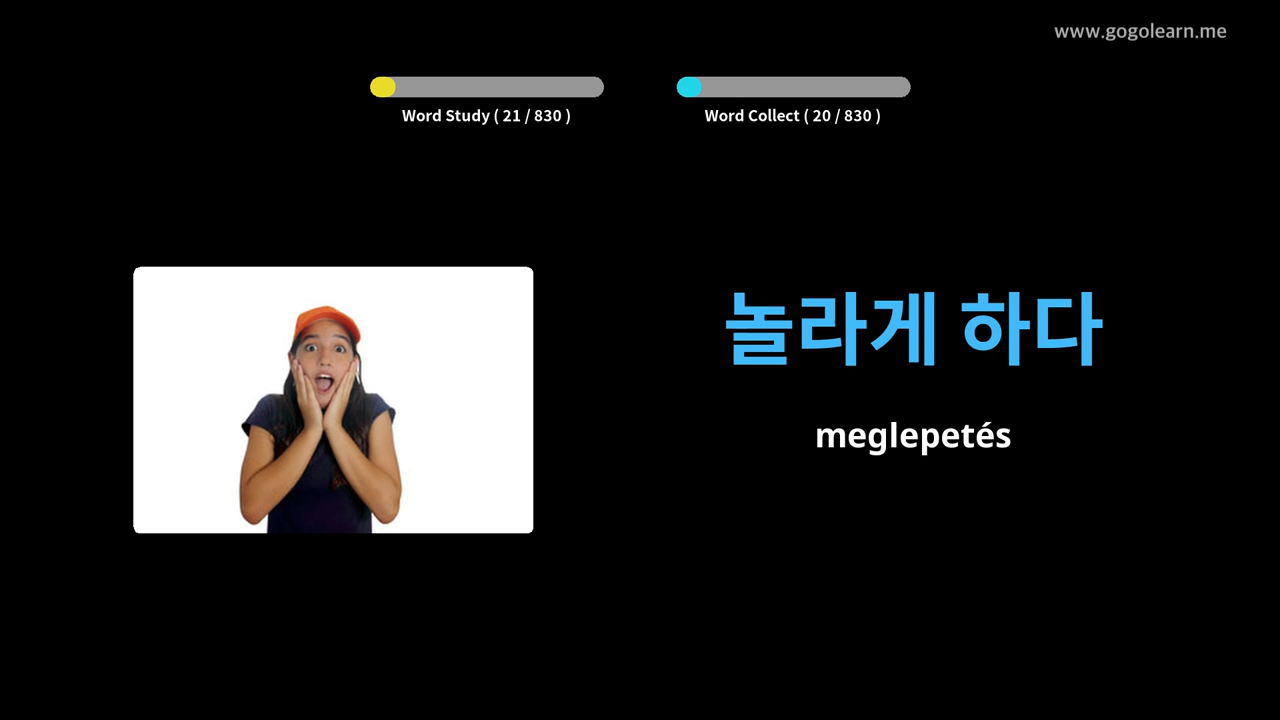 www.gogolearn.me
Word Study ( 21 / 830 )
Word Collect ( 20 / 830 )
놀라게 하다
meglepetés